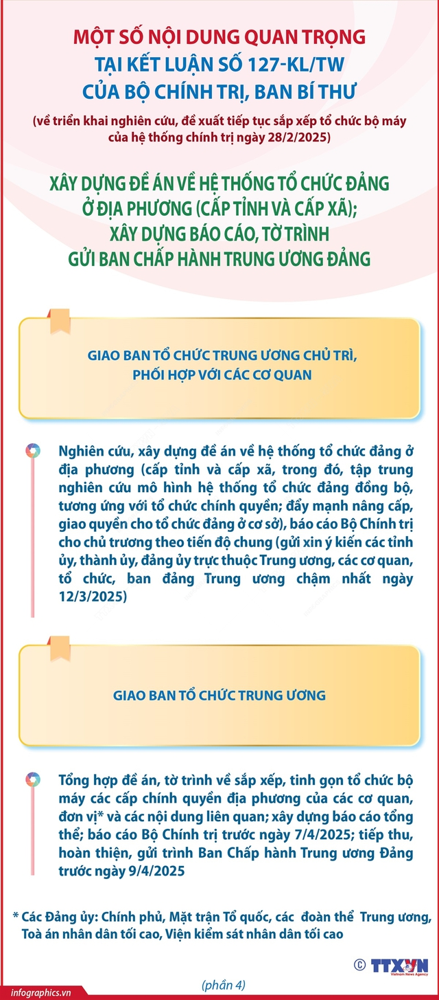 MỘT SỐ NỘI DUNG QUAN TRỌNG
TẠI KẾT LUẬN SỐ 127-KL/TW
CỦA BỘ CHÍNH TRỊ, BAN BÍ THƯ
(về triển khai nghiên cứu, đề xuất tiếp tục sắp xếp tổ chức bộ máy
của hệ thống chính trị ngày 28/2/2025)
XÂY DỰNG ĐỀ ÁN VỀ HỆ THỐNG TỔ CHỨC ĐẢNG
Ở ĐỊA PHƯƠNG (CẤP TỈNH VÀ CẤP XÃ);
XÂY DỰNG BÁO CÁO, TỜ TRÌNH
GỬI BAN CHẤP HÀNH TRUNG ƯƠNG ĐẢNG
GIAO BAN TỔ CHỨC TRUNG ƯƠNG CHỦ TRÌ,
PHỐI HỢP VỚI CÁC CƠ QUAN
Nghiên cứu, xây dựng đề án về hệ thống tổ chức đảng ở
địa phương (cấp tỉnh và cấp xã, trong đó, tập trung
nghiên cứu mô hình hệ thống tổ chức đảng đồng bộ,
tương ứng với tổ chức chính quyền; đẩy mạnh nâng cấp,
giao quyền cho tổ chức đảng ở cơ sở), báo cáo Bộ Chính trị
cho chủ trương theo tiến độ chung (gửi xin ý kiến các tỉnh
ủy, thành ủy, đảng ủy trực thuộc Trung ương, các cơ quan,
tổ chức, ban đảng Trung ương chậm nhất ngày
12/3/2025)
GIAO BAN TỔ CHỨC TRUNG ƯƠNG
Tổng hợp đề án, tờ trình về sắp xếp, tinh gọn tổ chức bộ
máy các cấp chính quyền địa phương của các cơ quan,
đơn vị* và các nội dung liên quan; xây dựng báo cáo tổng
thể; báo cáo Bộ Chính trị trước ngày 7/4/2025; tiếp thu,
hoàn thiện, gửi trình Ban Chấp hành Trung ương Đảng
trước ngày 9/4/2025
* Các Đảng ủy: Chính phủ, Mặt trận Tổ quốc, các đoàn thể Trung ương,
Toà án nhân dân tối cao, Viện kiểm sát nhân dân tối cao
© TTXVN
Vietnam News Agency
infographics.vn
(phần 4)